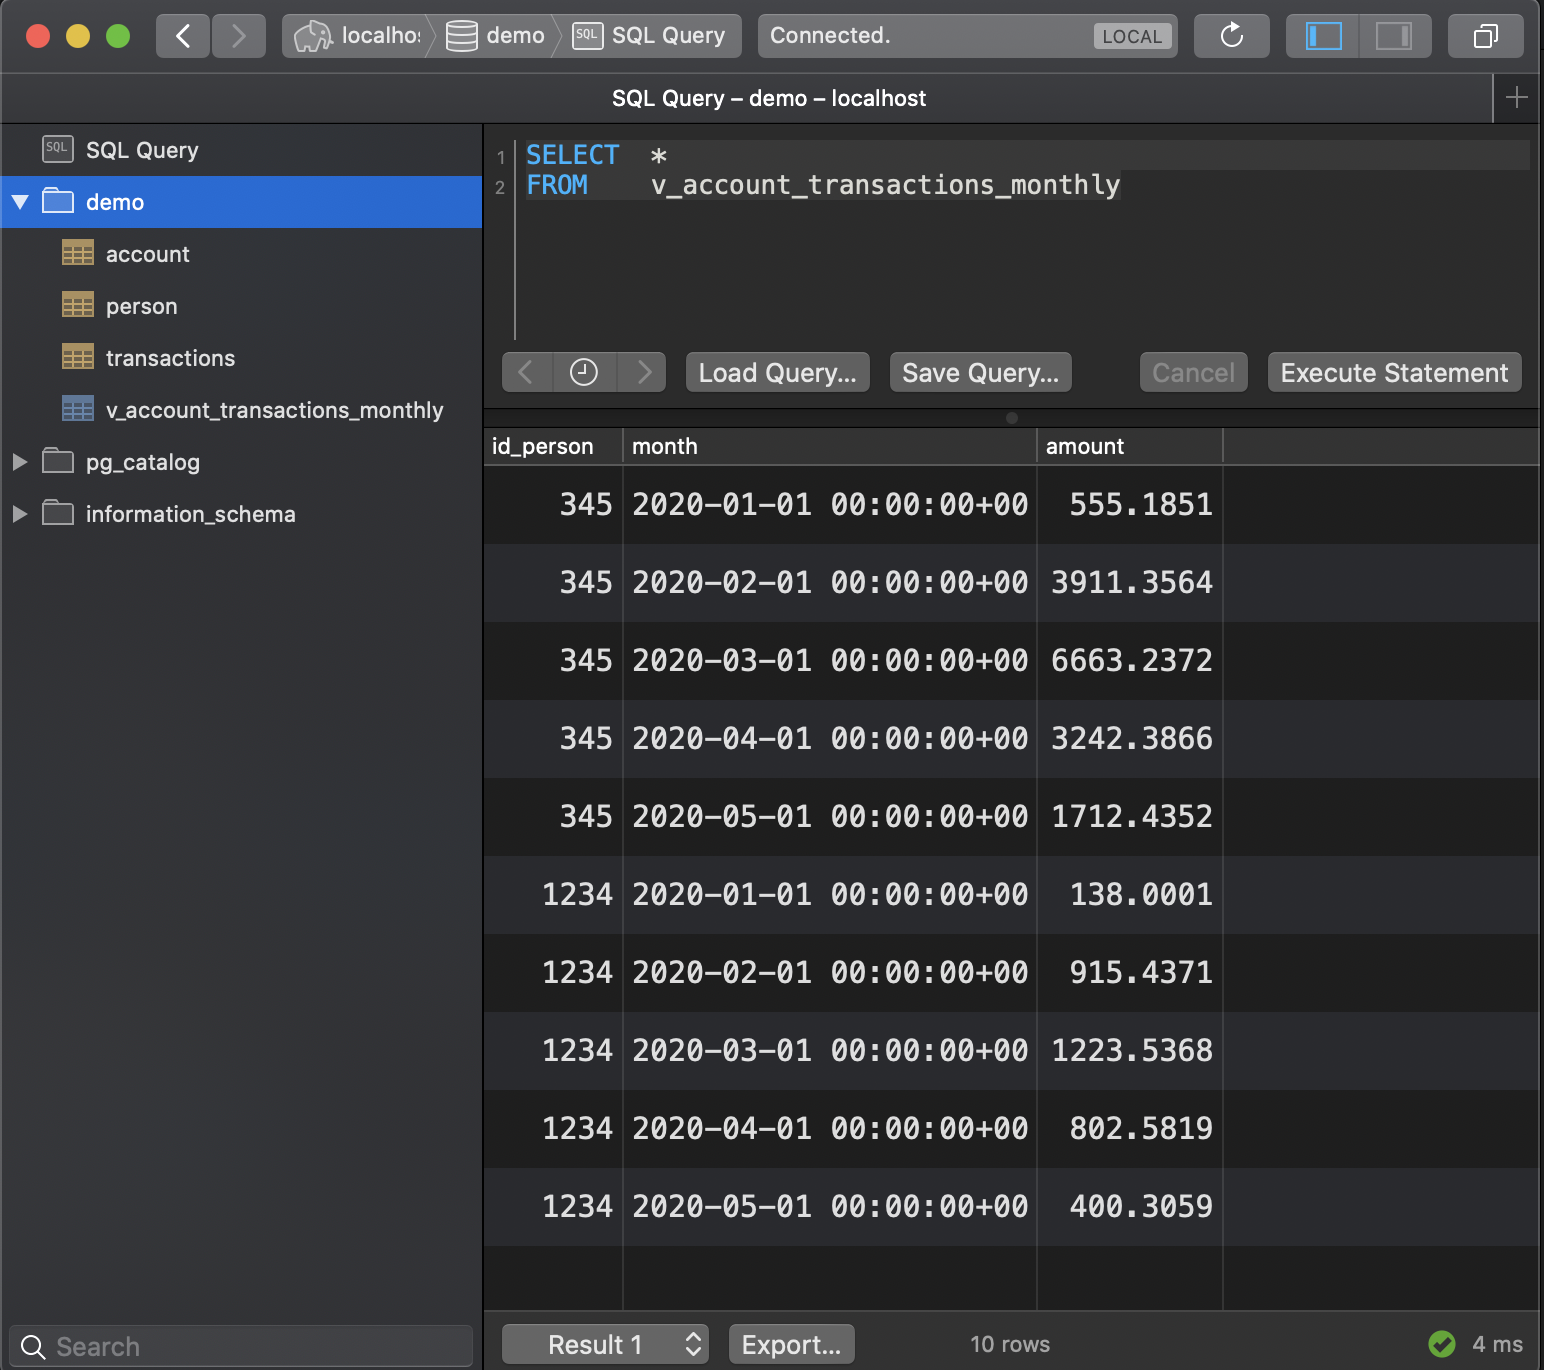 localhos demo SQL SQL Query Connected. LOCAL
SQL Query – demo – localhost
SQL SQL Query
demo
account
person
transactions
v_account_transactions_monthly
pg_catalog
information_schema
Search
1 SELECT *
2 FROM v_account_transactions_monthly
Load Query... Save Query... Cancel Execute Statement
id_person month amount
345 2020-01-01 00:00:00+00 555.1851
345 2020-02-01 00:00:00+00 3911.3564
345 2020-03-01 00:00:00+00 6663.2372
345 2020-04-01 00:00:00+00 3242.3866
345 2020-05-01 00:00:00+00 1712.4352
1234 2020-01-01 00:00:00+00 138.0001
1234 2020-02-01 00:00:00+00 915.4371
1234 2020-03-01 00:00:00+00 1223.5368
1234 2020-04-01 00:00:00+00 802.5819
1234 2020-05-01 00:00:00+00 400.3059
Result 1 Export... 10 rows 4 ms